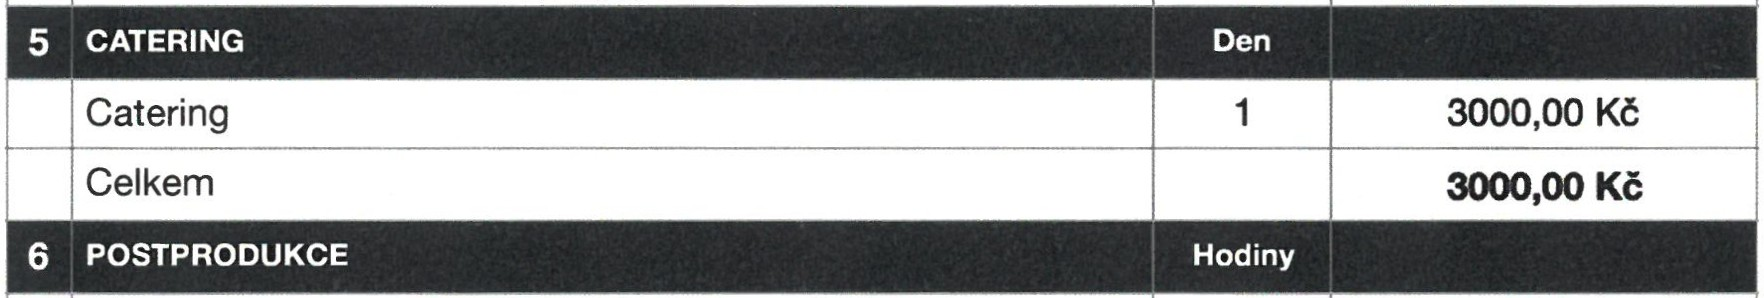 5 CATERING Den
Catering 1 3000,00 Kč
Celkem 3000,00 Kč
6 POSTPRODUKCE Hodiny